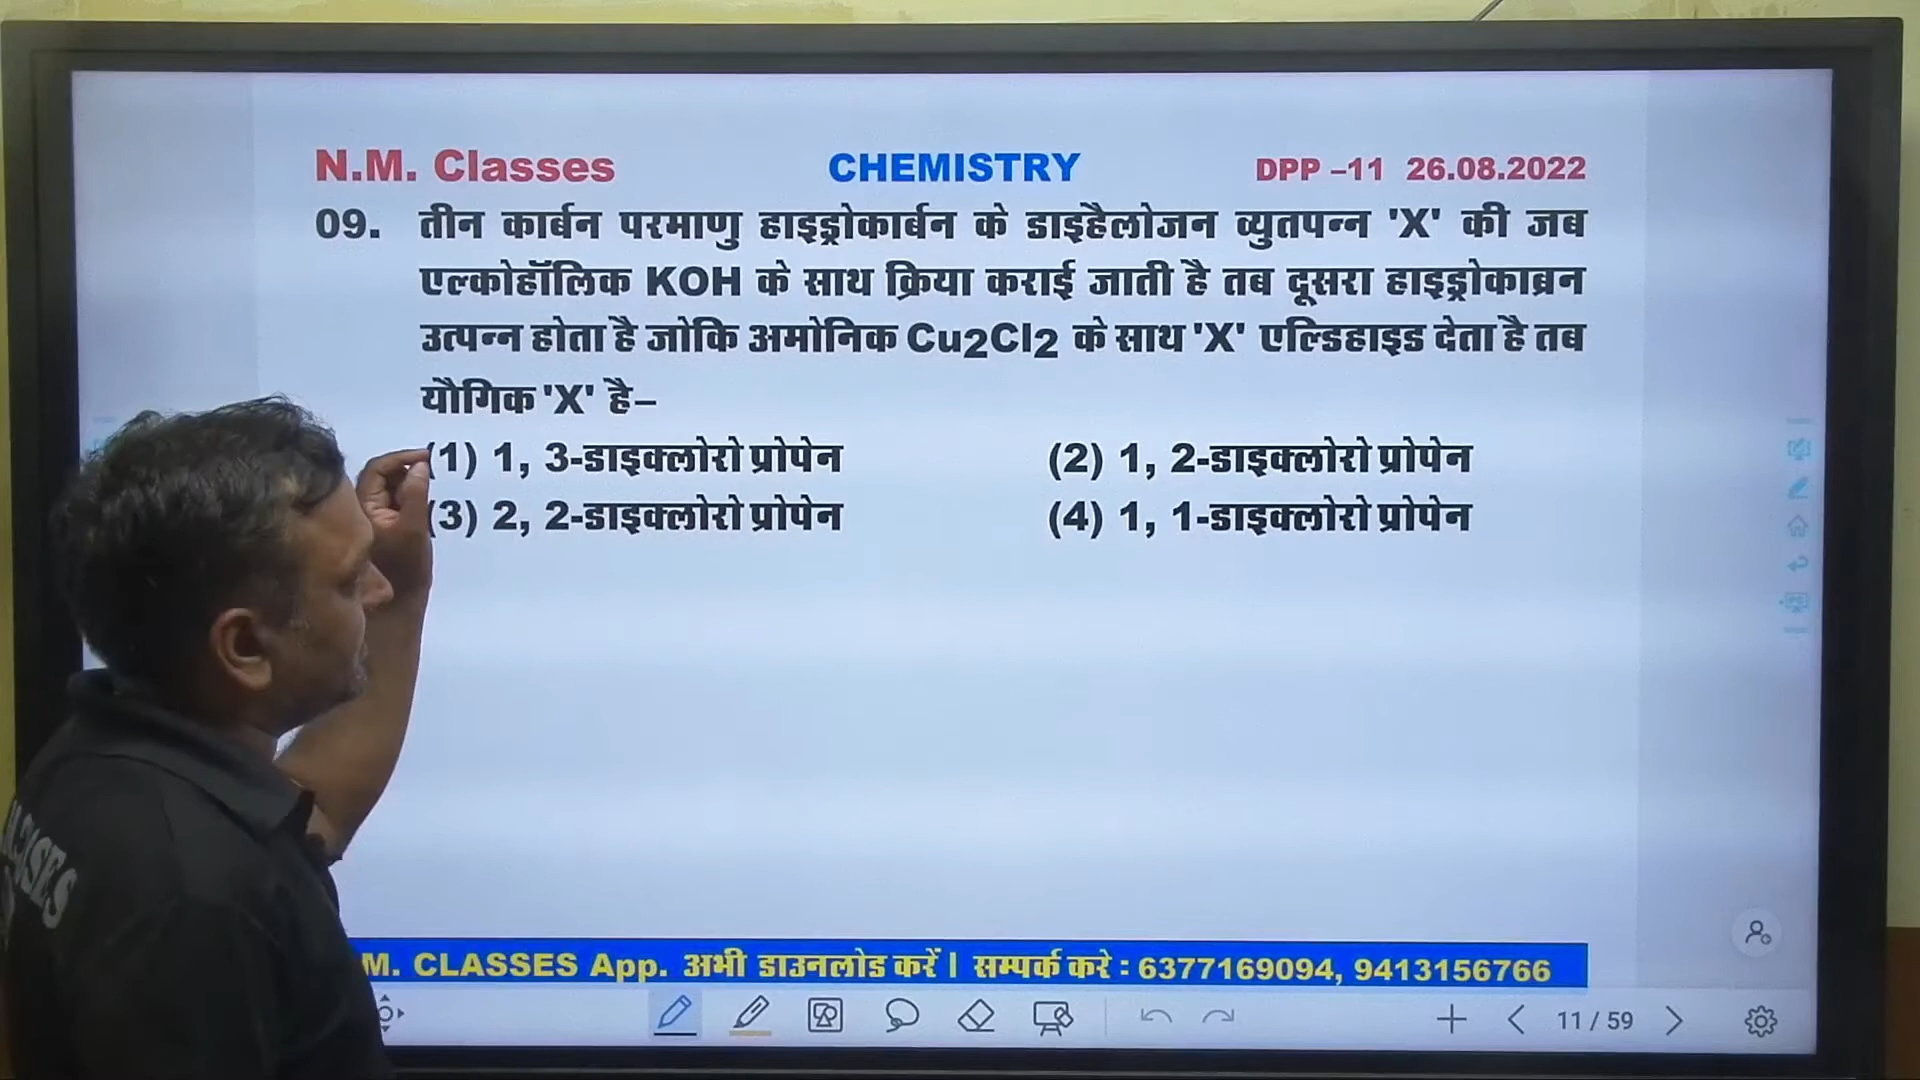 N.M. Classes CHEMISTRY DPP –11 26.08.2022
09. तीन कार्बन परमाणु हाइड्रोकार्बन के डाइहैलोजन व्युतपन्न 'X' की जब
एल्कोहॉलिक KOH के साथ क्रिया कराई जाती है तब दूसरा हाइड्रोकाब्रन
उत्पन्न होता है जोकि अमोनिक Cu2Cl2 के साथ 'X' एल्डिहाइड देता है तब
यौगिक 'X' है–
(1) 1, 3-डाइक्लोरो प्रोपेन (2) 1, 2-डाइक्लोरो प्रोपेन
(3) 2, 2-डाइक्लोरो प्रोपेन (4) 1, 1-डाइक्लोरो प्रोपेन
M. CLASSES App. अभी डाउनलोड करें। सम्पर्क करे : 6377169094, 9413156766
11 / 59